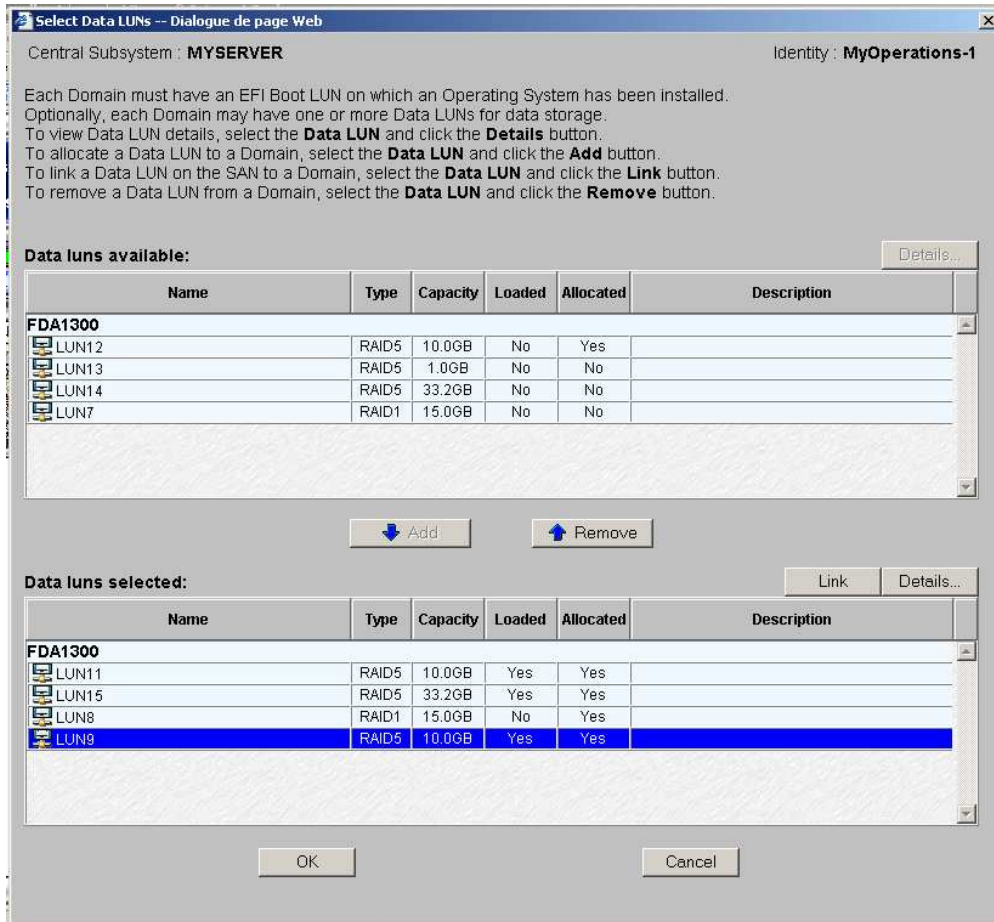 Select Data LUNs -- Dialogue de page Web
Central Subsystem : MYSERVER Identity : MyOperations-1
Each Domain must have an EFI Boot LUN on which an Operating System has been installed.
Optionally, each Domain may have one or more Data LUNs for data storage.
To view Data LUN details, select the Data LUN and click the Details button.
To allocate a Data LUN to a Domain, select the Data LUN and click the Add button.
To link a Data LUN on the SAN to a Domain, select the Data LUN and click the Link button.
To remove a Data LUN from a Domain, select the Data LUN and click the Remove button.
Data luns available: Details...
Name Type Capacity Loaded Allocated Description
FDA1300
LUN12 RAID5 10.0GB No Yes
LUN13 RAID5 1.0GB No No
LUN14 RAID5 33.2GB No No
LUN7 RAID1 15.0GB No No
Add Remove
Data luns selected: Link Details...
Name Type Capacity Loaded Allocated Description
FDA1300
LUN11 RAID5 10.0GB Yes Yes
LUN15 RAID5 33.2GB Yes Yes
LUN8 RAID1 15.0GB No Yes
LUN9 RAID5 10.0GB Yes Yes
OK Cancel